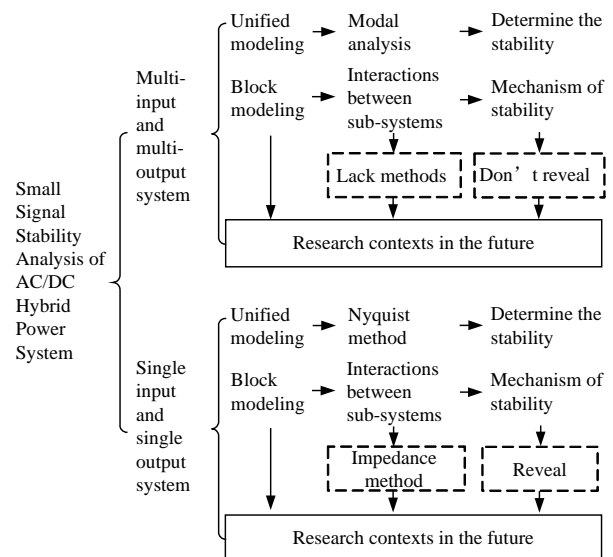 Small
Signal
Stability
Analysis of
AC/DC
Hybrid
Power
System
Multi-
input
and
multi-
output
system
Unified
modeling
Modal
analysis
Determine the
stability
Block
modeling
Interactions
between
sub-systems
Mechanism of
stability
Lack methods
Don't reveal
Research contexts in the future
Single
input
and
single
output
system
Unified
modeling
Nyquist
method
Determine the
stability
Block
modeling
Interactions
between
sub-systems
Mechanism of
stability
Impedance
method
Reveal
Research contexts in the future